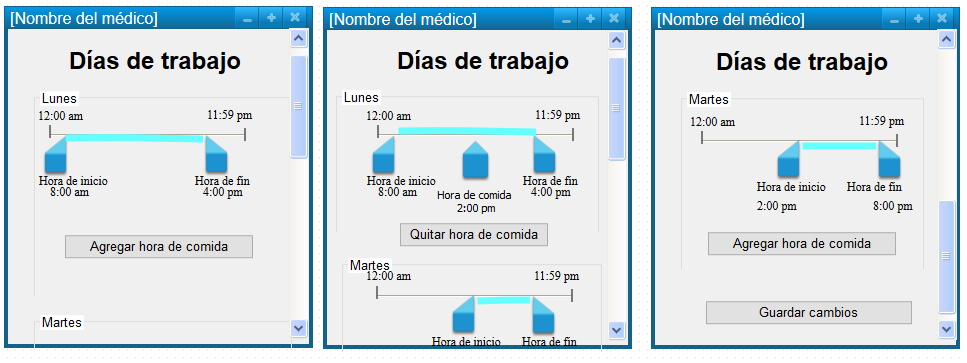 [Nombre del médico]
Días de trabajo
Lunes
12:00 am 11:59 pm
Hora de inicio Hora de fin
8:00 am 4:00 pm
Agregar hora de comida
Martes
[Nombre del médico]
Días de trabajo
Lunes
12:00 am 11:59 pm
Hora de inicio Hora de fin
8:00 am 4:00 pm
Hora de comida
2:00 pm
Quitar hora de comida
Martes
12:00 am 11:59 pm
Hora de inicio Hora de fin
[Nombre del médico]
Días de trabajo
Martes
12:00 am 11:59 pm
Hora de inicio Hora de fin
2:00 pm 8:00 pm
Agregar hora de comida
Guardar cambios